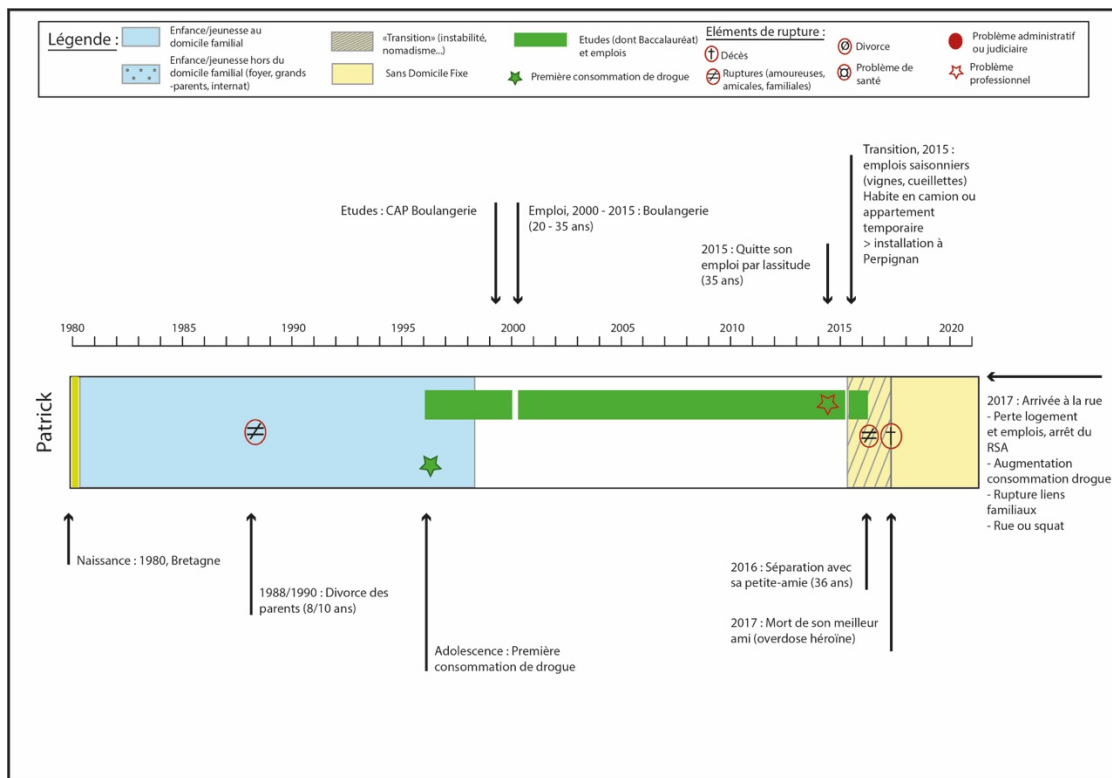 Légende :
Enfance/jeunesse au
domicile familial
Enfance/jeunesse hors du
domicile familial (foyer, grands
-parents, internat)
«Transition» (instabilité,
nomadisme...)
Sans Domicile Fixe
Etudes (dont Baccalauréat)
et emplois
Première consommation de drogue
Eléments de rupture :
Décès
Ruptures (amoureuses,
amicales, familiales)
Divorce
Problème de
santé
Problème administratif
ou judiciaire
Problème
professionnel
Etudes : CAP Boulangerie
Emploi, 2000 - 2015 : Boulangerie
(20 - 35 ans)
2015 : Quitte son
emploi par lassitude
(35 ans)
Transition, 2015 :
emplois saisonniers
(vignes, cueillettes)
Habite en camion ou
appartement
temporaire
> installation à
Perpignan
1980 1985 1990 1995 2000 2005 2010 2015 2020
Patrick
2017 : Arrivée à la rue
- Perte logement
et emplois, arrêt du
RSA
- Augmentation
consommation drogue
- Rupture liens
familiaux
- Rue ou squat
Naissance : 1980, Bretagne
1988/1990 : Divorce des
parents (8/10 ans)
Adolescence : Première
consommation de drogue
2016 : Séparation avec
sa petite-amie (36 ans)
2017 : Mort de son meilleur
ami (overdose héroïne)